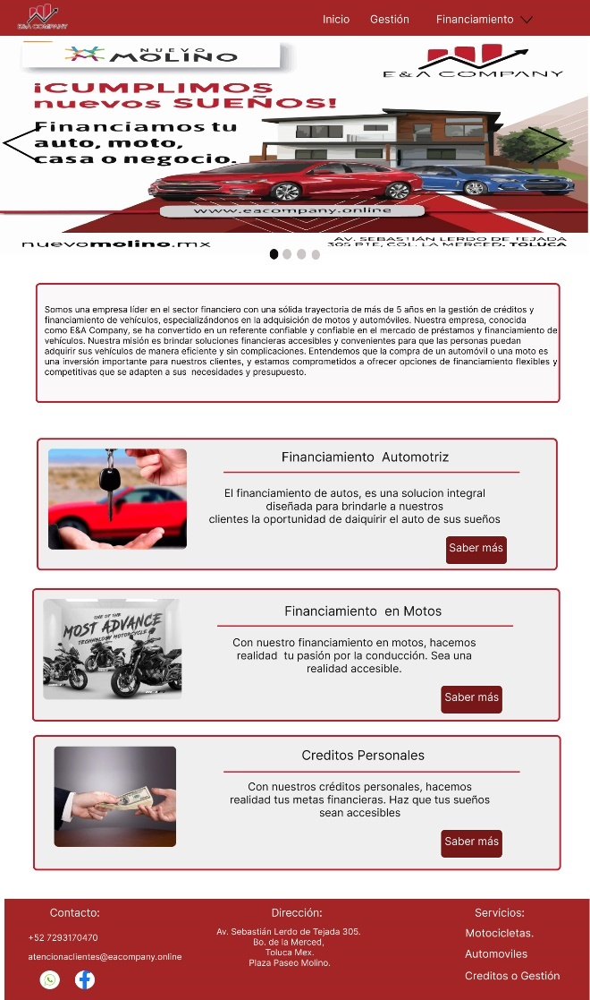 E&A COMPANY
Inicio Gestión Financiamiento
NUEVO
MOLINO
E&A COMPANY
¡CUMPLIMOS
nuevos SUEÑOS!
Financiamos tu
auto, moto,
casa o negocio.
www.eacompany.online
nuevomolino.mx
AV. SEBASTIÁN LERDO DE TEJADA
305 PTE, COL. LA MERCED. TOLUCA
Somos una empresa líder en el sector financiero con una sólida trayectoria de más de 5 años en la gestión de créditos y
financiamiento de vehículos, especializándonos en la adquisición de motos y automóviles. Nuestra empresa, conocida
como E&A Company, se ha convertido en un referente confiable y confiable en el mercado de préstamos y financiamiento de
vehículos. Nuestra misión es brindar soluciones financieras accesibles y convenientes para que las personas puedan
adquirir sus vehículos de manera eficiente y sin complicaciones. Entendemos que la compra de un automóvil o una moto es
una inversión importante para nuestros clientes, y estamos comprometidos a ofrecer opciones de financiamiento flexibles y
competitivas que se adapten a sus necesidades y presupuesto.
Financiamiento Automotriz
El financiamiento de autos, es una solucion integral
diseñada para brindarle a nuestros
clientes la oportunidad de daiquirir el auto de sus sueños
Saber más
ONE OF THE
MOST ADVANCE
TECHNOLOGY MOTORCYCLE
Financiamiento en Motos
Con nuestro financiamiento en motos, hacemos
realidad tu pasión por la conducción. Sea una
realidad accesible.
Saber más
Creditos Personales
Con nuestros créditos personales, hacemos
realidad tus metas financieras. Haz que tus sueños
sean accesibles
Saber más
Contacto:
+52 7293170470
atencionaclientes@eacompany.online
Dirección:
Av. Sebastián Lerdo de Tejada 305.
Bo. de la Merced,
Toluca Mex.
Plaza Paseo Molino.
Servicios:
Motocicletas.
Automoviles
Creditos o Gestión